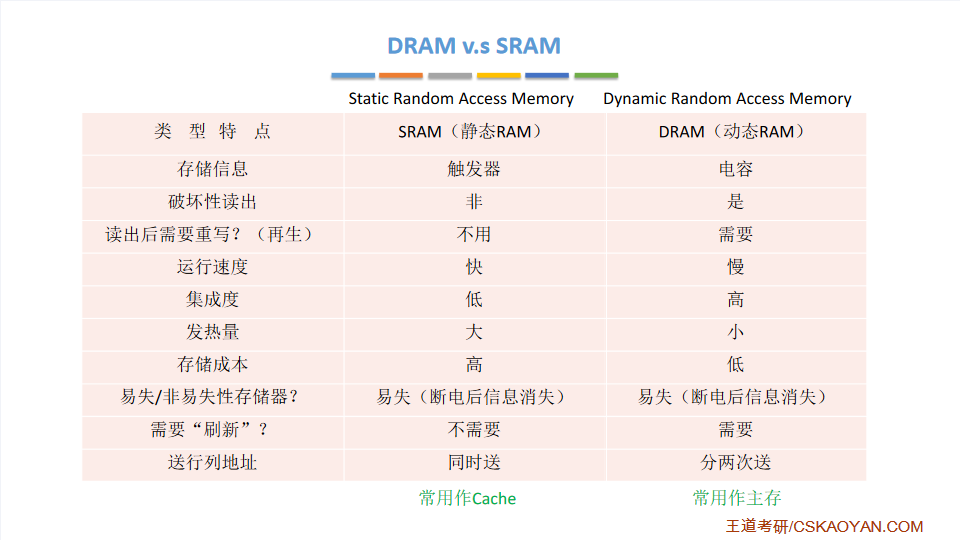 DRAM v.s SRAM
Static Random Access Memory Dynamic Random Access Memory
类 型 特 点 SRAM（静态RAM） DRAM（动态RAM）
存储信息 触发器 电容
破坏性读出 非 是
读出后需要重写？（再生） 不用 需要
运行速度 快 慢
集成度 低 高
发热量 大 小
存储成本 高 低
易失/非易失性存储器？ 易失（断电后信息消失） 易失（断电后信息消失）
需要“刷新”？ 不需要 需要
送行列地址 同时送 分两次送
常用作Cache 常用作主存
王道考研/CSKAOYAN.COM